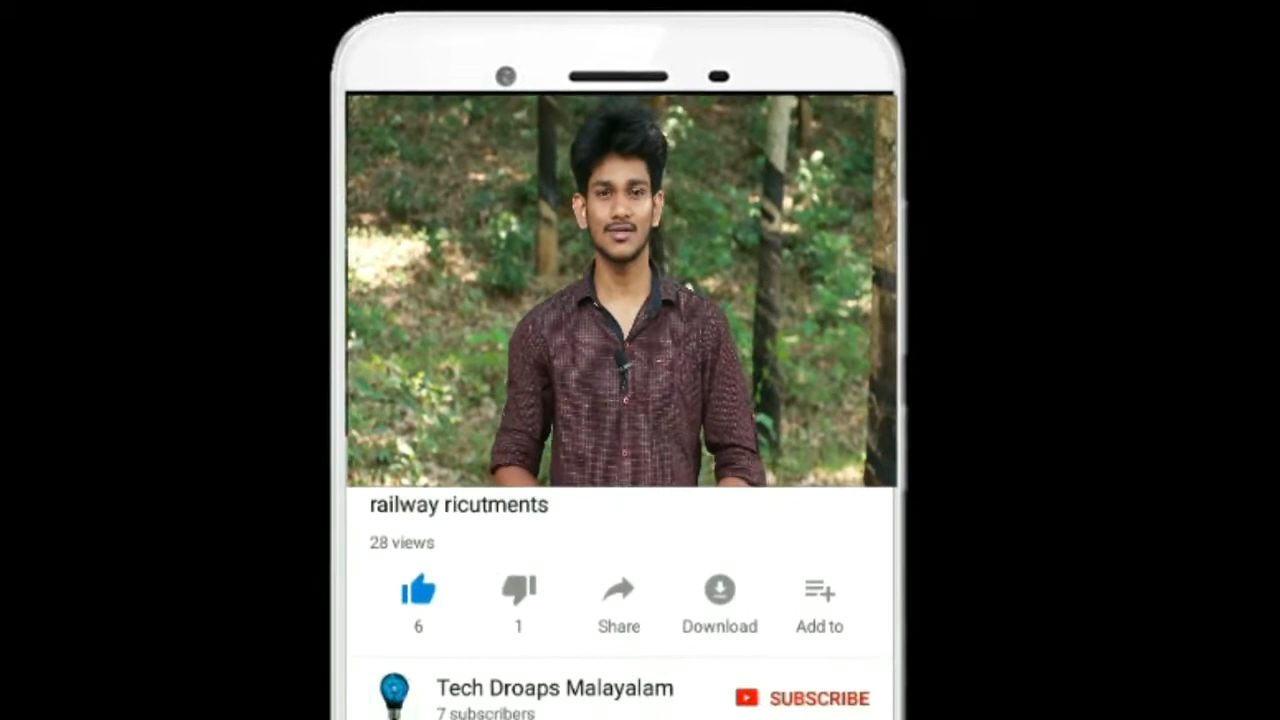 railway ricutments
28 views
6
1
Share
Download
Add to
Tech Droaps Malayalam
SUBSCRIBE
7 subscribers